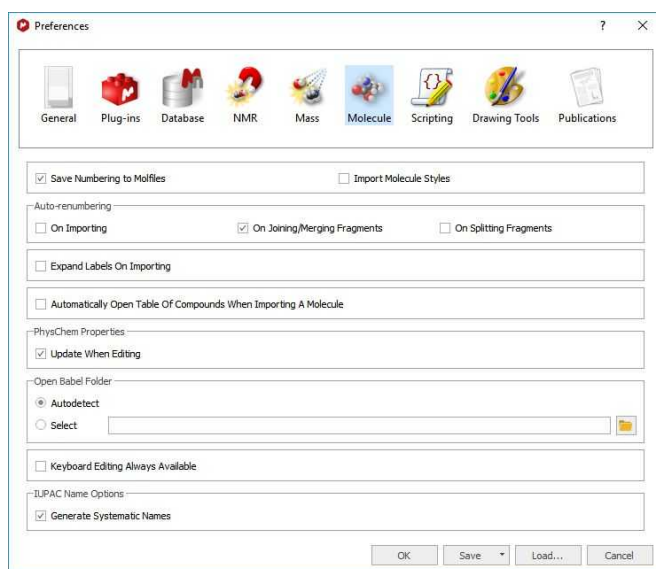 Preferences
?
General Plug-ins Database NMR Mass Molecule Scripting Drawing Tools Publications
Save Numbering to Molfiles Import Molecule Styles
Auto-renumbering
On Importing On Joining/Merging Fragments On Splitting Fragments
Expand Labels On Importing
Automatically Open Table Of Compounds When Importing A Molecule
PhysChem Properties
Update When Editing
Open Babel Folder
Autodetect
Select
Keyboard Editing Always Available
IUPAC Name Options
Generate Systematic Names
OK Save Load... Cancel